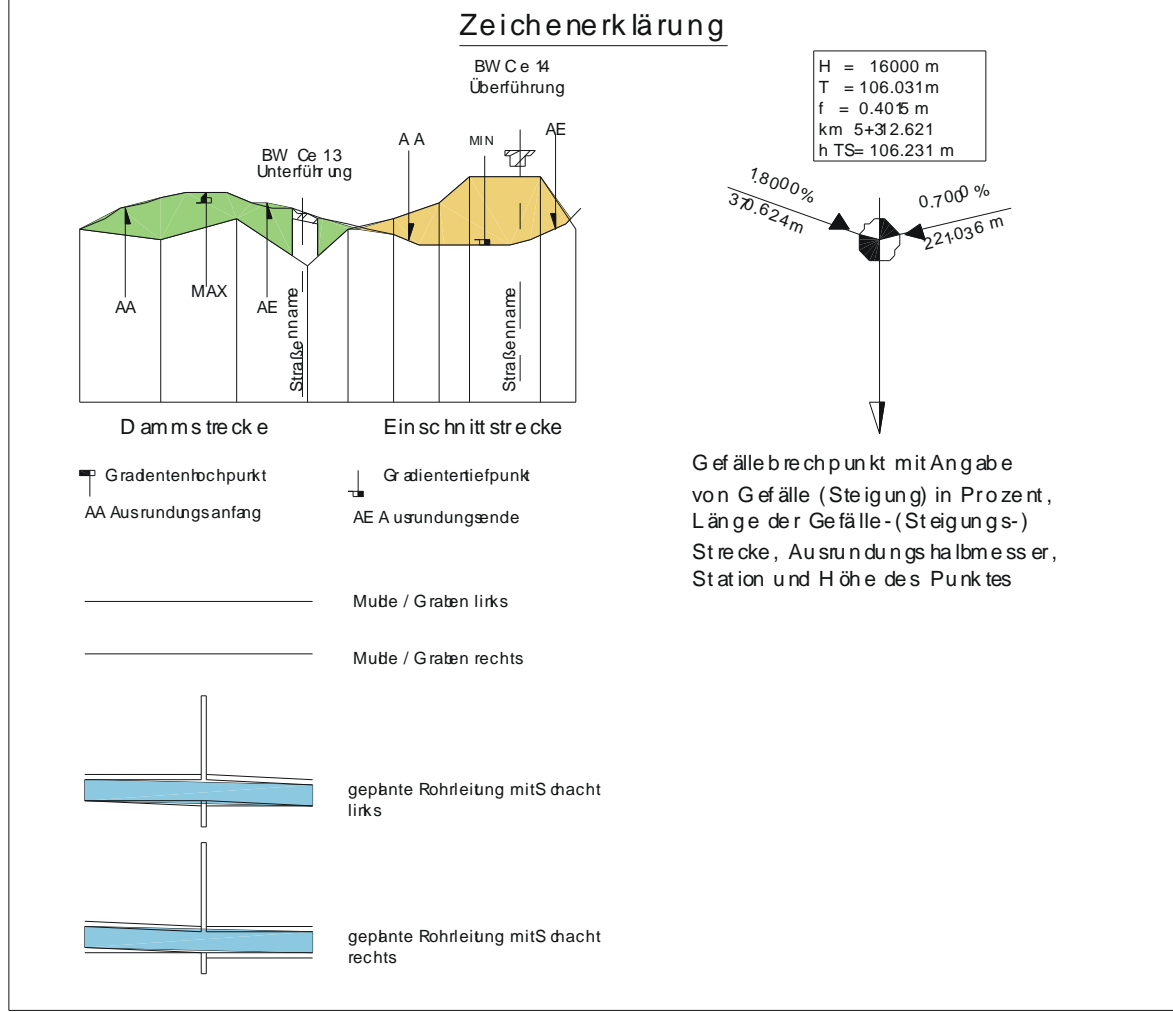 Zeichenerklärung
BW Ce 14
Überführung
H = 16000 m
T = 106.031 m
f = 0.4015 m
km 5+312.621
h TS= 106.231 m
AA
MIN
AE
BW Ce 13
Unterführung
1.8000 %
370.624 m
0.7000 %
221.036 m
AA
MAX
AE
Straßenname
Straßenname
Dammstrecke
Einschnittstrecke
Gradientenhochpunkt
Gradiententiefpunkt
AA Ausrundungsanfang
AE Ausrundungsende
Gefällebrechpunkt mit Angabe
von Gefälle (Steigung) in Prozent,
Länge der Gefälle-(Steigungs-)
Strecke, Ausrundungshalbmesser,
Station und Höhe des Punktes
Mulde / Graben links
Mulde / Graben rechts
geplante Rohrleitung mit Schacht
links
geplante Rohrleitung mit Schacht
rechts